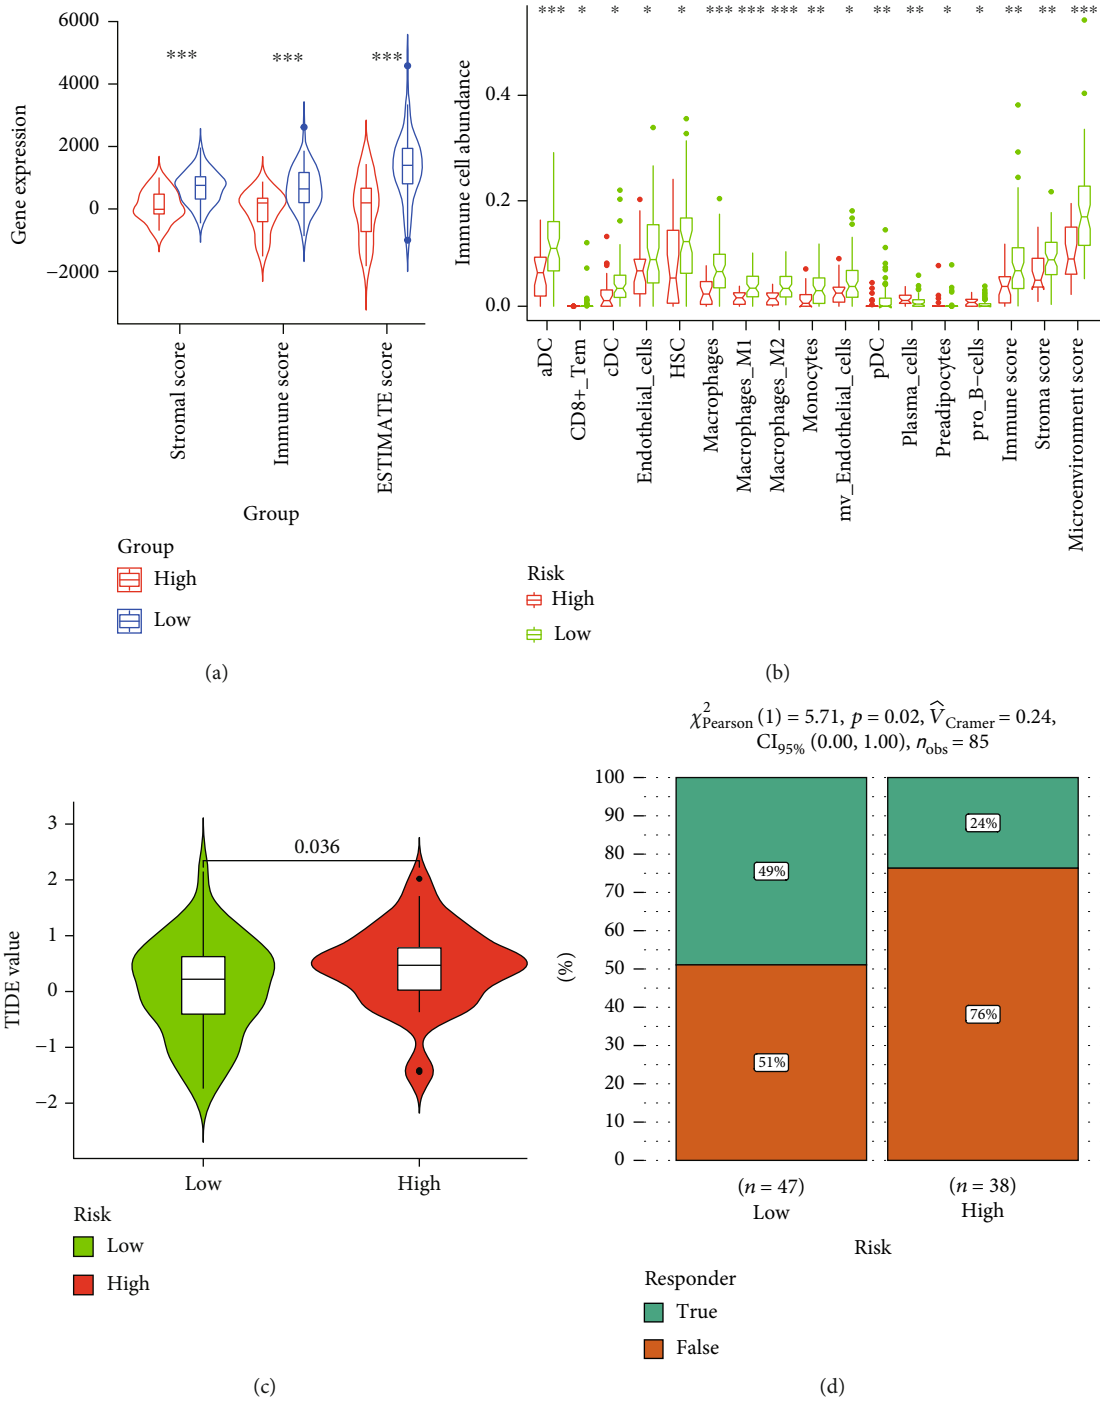 6000
4000
2000
0
−2000
Gene expression
*** *** ***
Stromal score
Immune score
ESTIMATE score
Group
Group
High
Low
(a)
0.4
0.2
0.0
Immune cell abundance
*** * * * * *** *** *** ** * ** ** * * ** ** ***
aDC
CD8+_Tem
cDC
Endothelial_cells
HSC
Macrophages
Macrophages_M1
Macrophages_M2
Monocytes
mv_Endothelial_cells
pDC
Plasma_cells
Preadipocytes
pro_B−cells
Immune score
Stroma score
Microenvironment score
Risk
High
Low
(b)
3
2
1
0
−1
−2
TIDE value
0.036
Low High
Risk
Low
High
(c)
χ²Pearson (1) = 5.71, p = 0.02, V̂Cramer = 0.24,
CI95% (0.00, 1.00), nobs = 85
100
90
80
70
60
50
40
30
20
10
0
(%)
49%
51%
24%
76%
(n = 47) (n = 38)
Low High
Risk
Responder
True
False
(d)